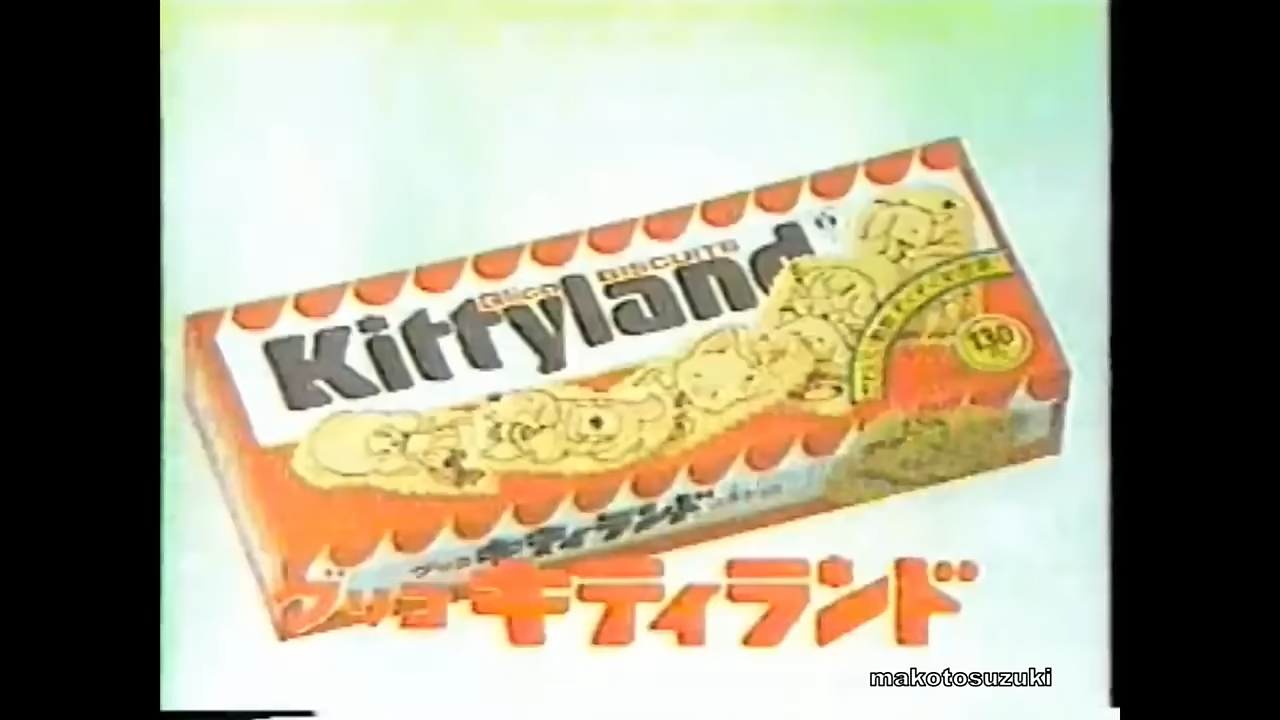 GLICO BISCUITS
Kittyland
130
グリコ キティランド
グリコキティランド
makotosuzuki